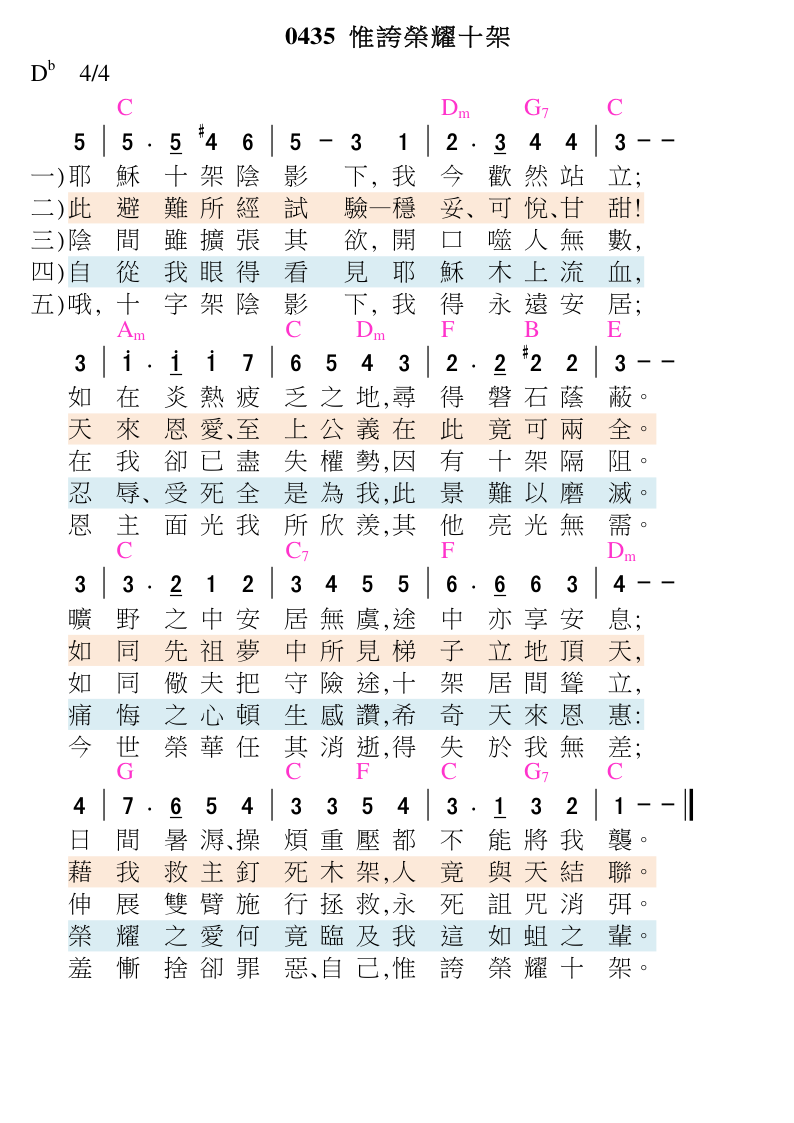 0435 惟誇榮耀十架
Db 4/4
C Dm G7 C
5 | 5 . 5 #4 6 | 5 - 3 1 | 2 . 3 4 4 | 3 - -
一)耶穌十架陰影下,我今歡然站立;
二)此避難所經試驗—穩妥、可悅、甘甜!
三)陰間雖擴張其欲,開口噬人無數,
四)自從我眼得看見耶穌木上流血,
五)哦,十字架陰影下,我得永遠安居;
Am C Dm F B E
3 | i . i i 7 | 6 5 4 3 | 2 . 2 #2 2 | 3 - -
如在炎熱疲乏之地,尋得磐石蔭蔽。
天來恩愛、至上公義在此竟可兩全。
在我卻已盡失權勢,因有十架隔阻。
忍辱、受死全是為我,此景難以磨滅。
恩主面光我所欣羨,其他亮光無需。
C C7 F Dm
3 | 3 . 2 1 2 | 3 4 5 5 | 6 . 6 6 3 | 4 - -
曠野之中安居無虞,途中亦享安息;
如同先祖夢中所見梯子立地頂天,
如同儆夫把守險途,十架居間聳立,
痛悔之心頓生感讚,希奇天來恩惠:
今世榮華任其消逝,得失於我無差;
G C F C G7 C
4 | 7 . 6 5 4 | 3 3 5 4 | 3 . 1 3 2 | 1 - - ||
日間暑溽、操煩重壓都不能將我襲。
藉我救主釘死木架,人竟與天結聯。
伸展雙臂施行拯救,永死詛咒消弭。
榮耀之愛何竟臨及我這如蛆之輩。
羞慚捨卻罪惡、自己,惟誇榮耀十架。